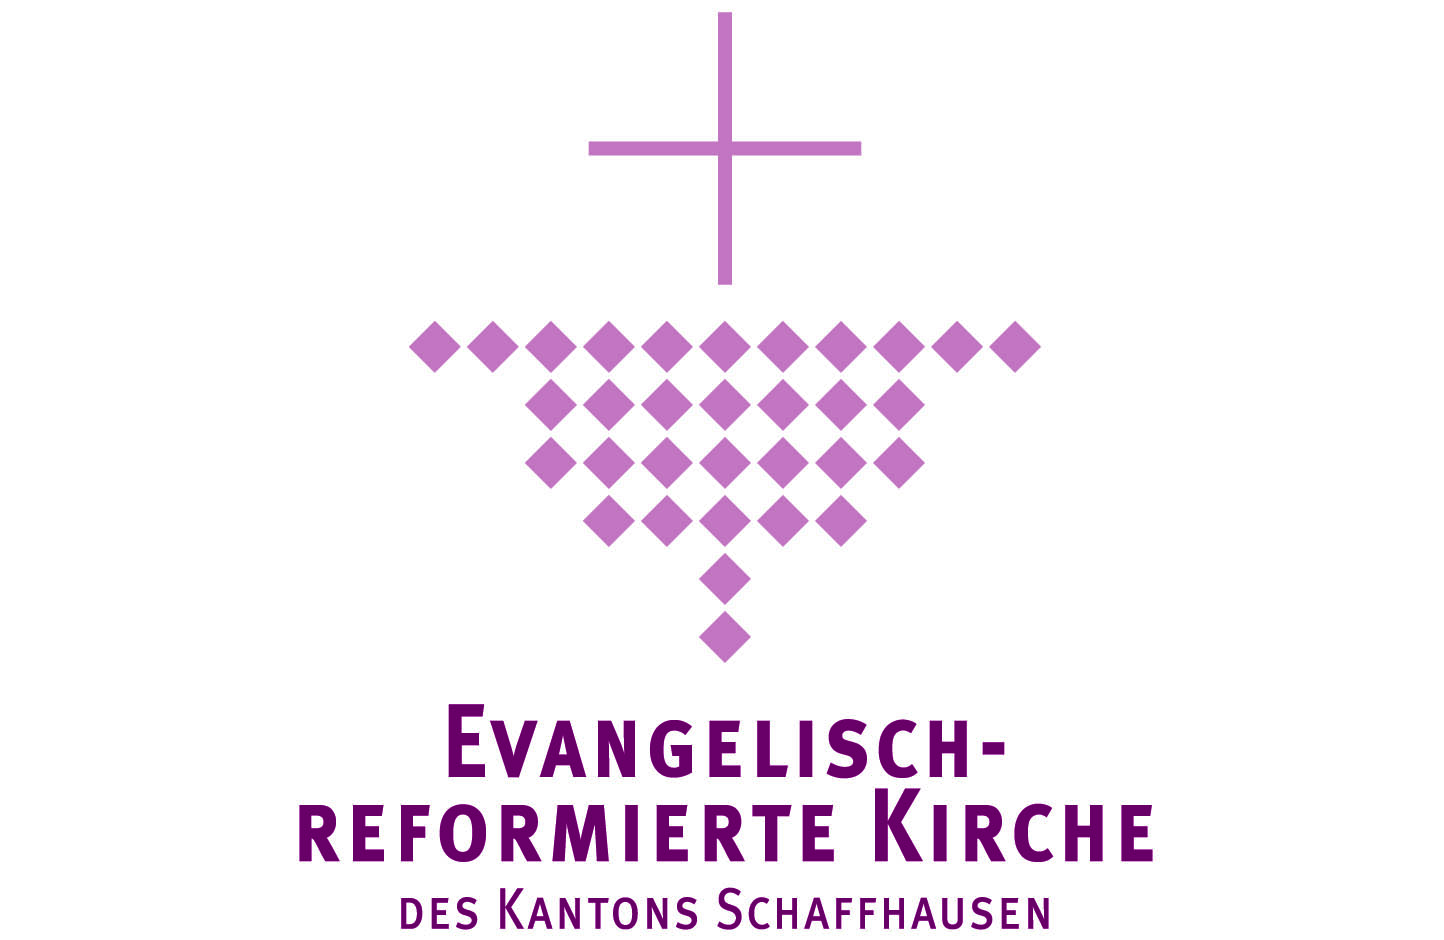 Evangelisch-
reformierte Kirche
des Kantons Schaffhausen